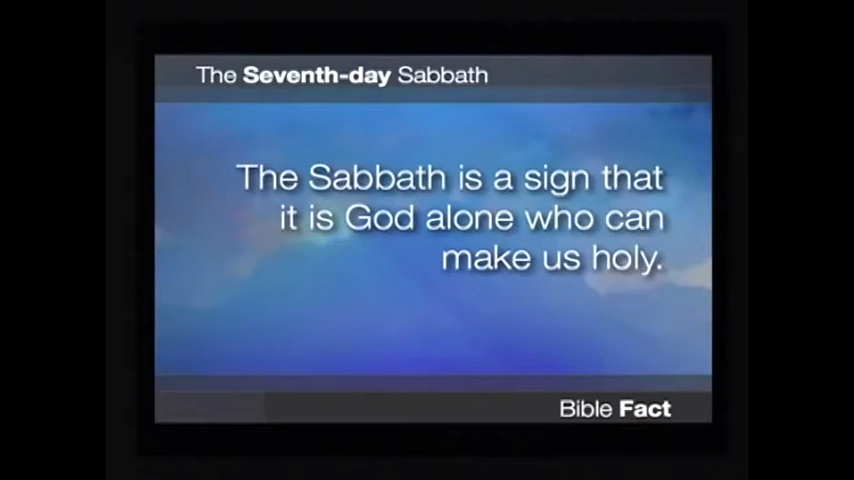 The Seventh-day Sabbath
The Sabbath is a sign that
it is God alone who can
make us holy.
Bible Fact